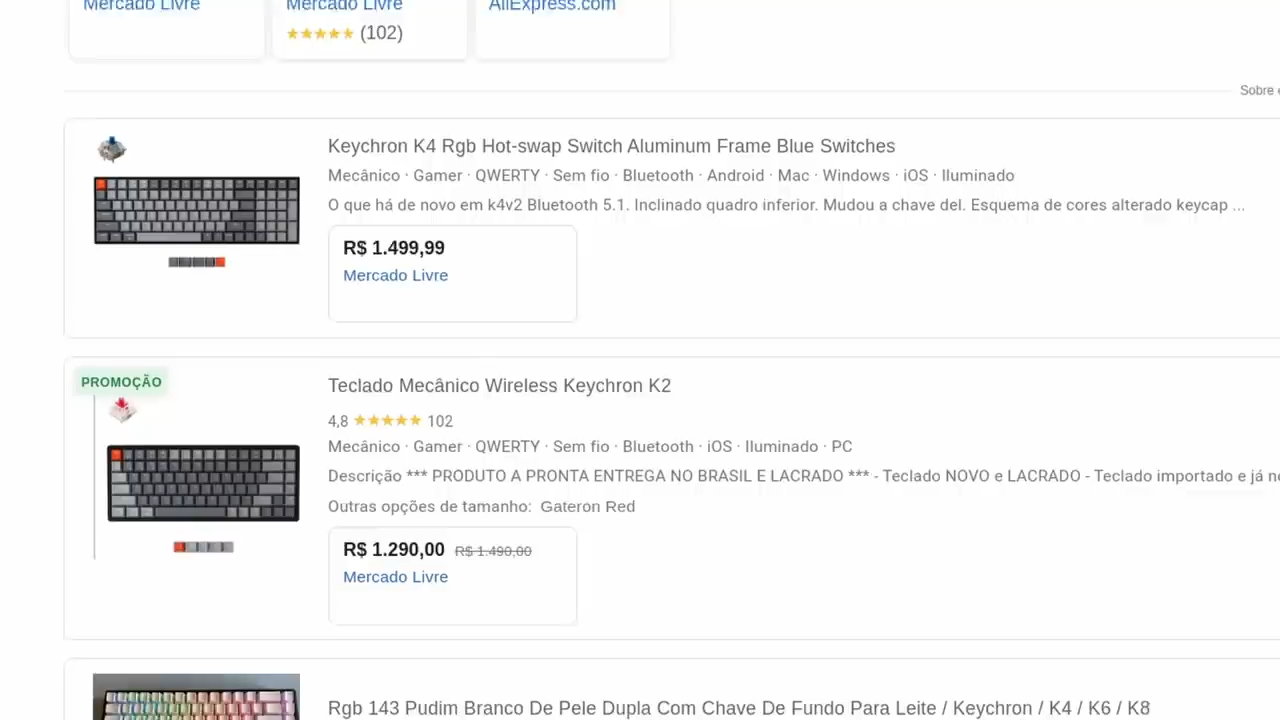 Mercado Livre
Mercado Livre
AliExpress.com
(102)
Sobre
Keychron K4 Rgb Hot-swap Switch Aluminum Frame Blue Switches
Mecânico · Gamer · QWERTY · Sem fio · Bluetooth · Android · Mac · Windows · iOS · Iluminado
O que há de novo em k4v2 Bluetooth 5.1. Inclinado quadro inferior. Mudou a chave del. Esquema de cores alterado keycap ...
R$ 1.499,99
Mercado Livre
PROMOÇÃO
Teclado Mecânico Wireless Keychron K2
4,8 ★★★★★ 102
Mecânico · Gamer · QWERTY · Sem fio · Bluetooth · iOS · Iluminado · PC
Descrição *** PRODUTO A PRONTA ENTREGA NO BRASIL E LACRADO *** - Teclado NOVO e LACRADO - Teclado importado e já
Outras opções de tamanho: Gateron Red
R$ 1.290,00 R$ 1.490,00
Mercado Livre
Rgb 143 Pudim Branco De Pele Dupla Com Chave De Fundo Para Leite / Keychron / K4 / K6 / K8